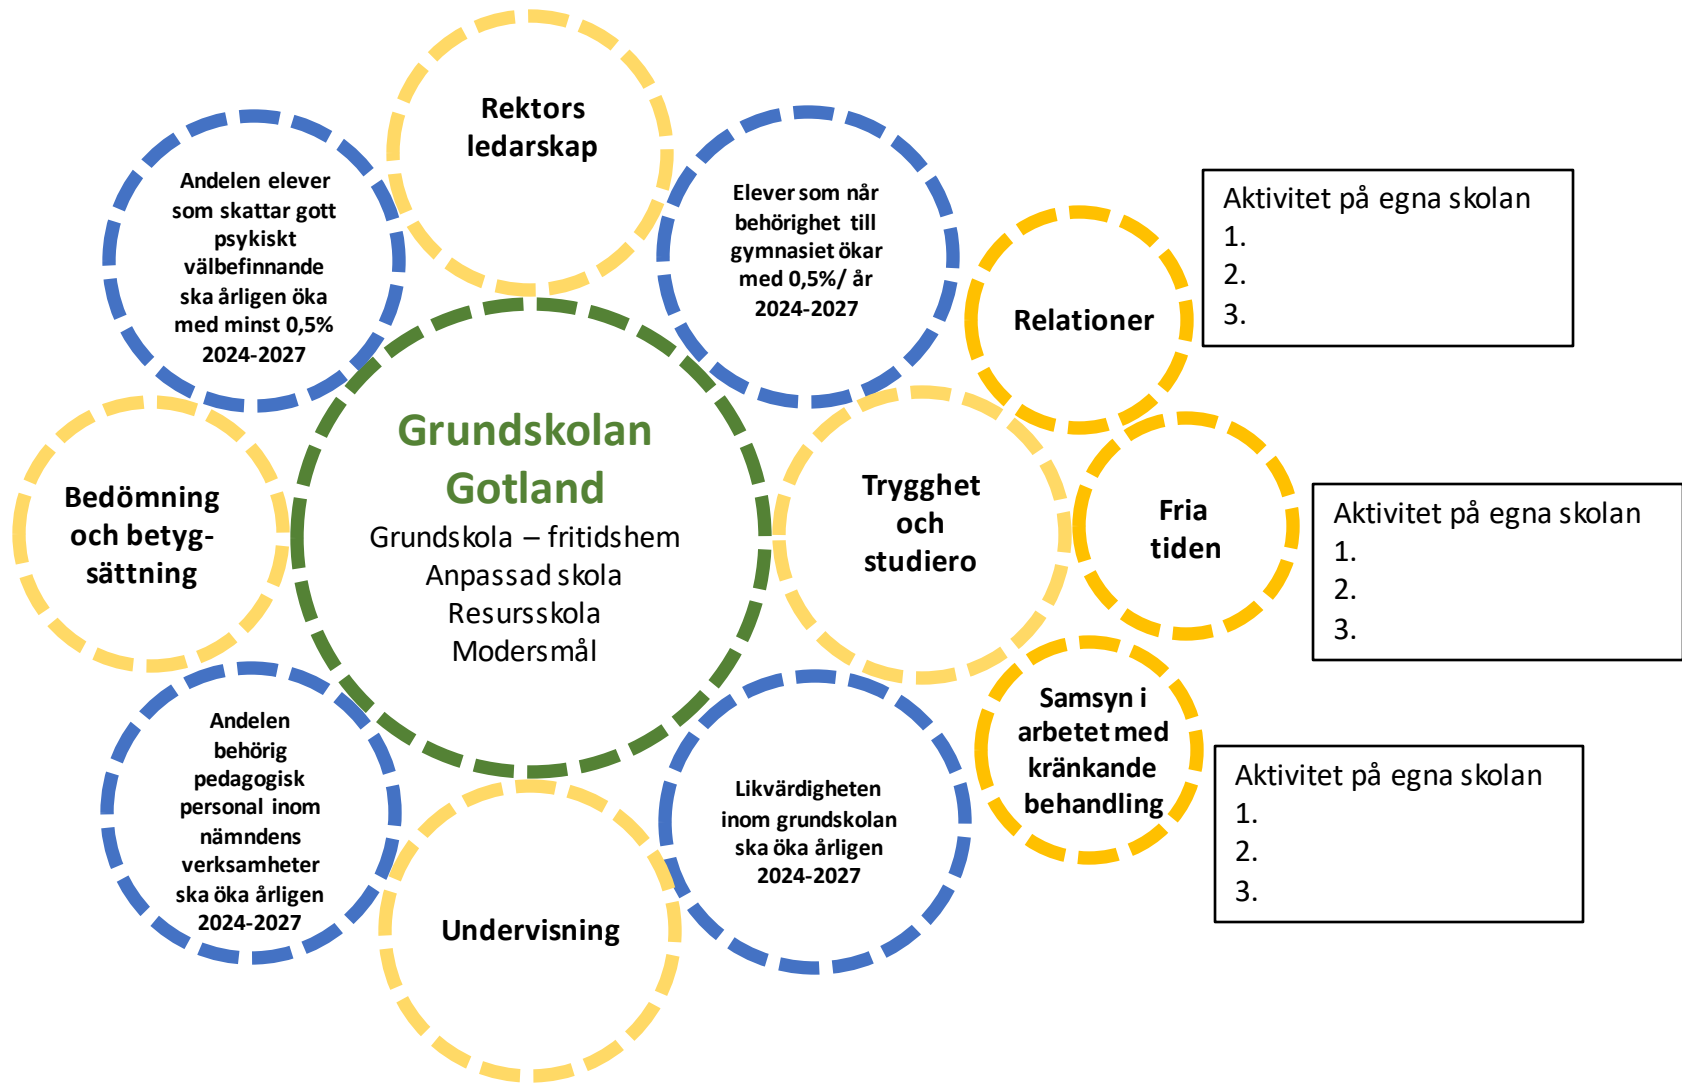 Rektors
ledarskap
Andelen elever
som skattar gott
psykiskt
välbefinnande
ska årligen öka
med minst 0,5%
2024-2027
Elever som når
behörighet till
gymnasiet ökar
med 0,5%/ år
2024-2027
Relationer
Aktivitet på egna skolan
1.
2.
3.
Grundskolan
Gotland
Grundskola – fritidshem
Anpassad skola
Resursskola
Modersmål
Bedömning
och betyg-
sättning
Trygghet
och
studiero
Fria
tiden
Aktivitet på egna skolan
1.
2.
3.
Andelen
behörig
pedagogisk
personal inom
nämndens
verksamheter
ska öka årligen
2024-2027
Undervisning
Likvärdigheten
inom grundskolan
ska öka årligen
2024-2027
Samsyn i
arbetet med
kränkande
behandling
Aktivitet på egna skolan
1.
2.
3.